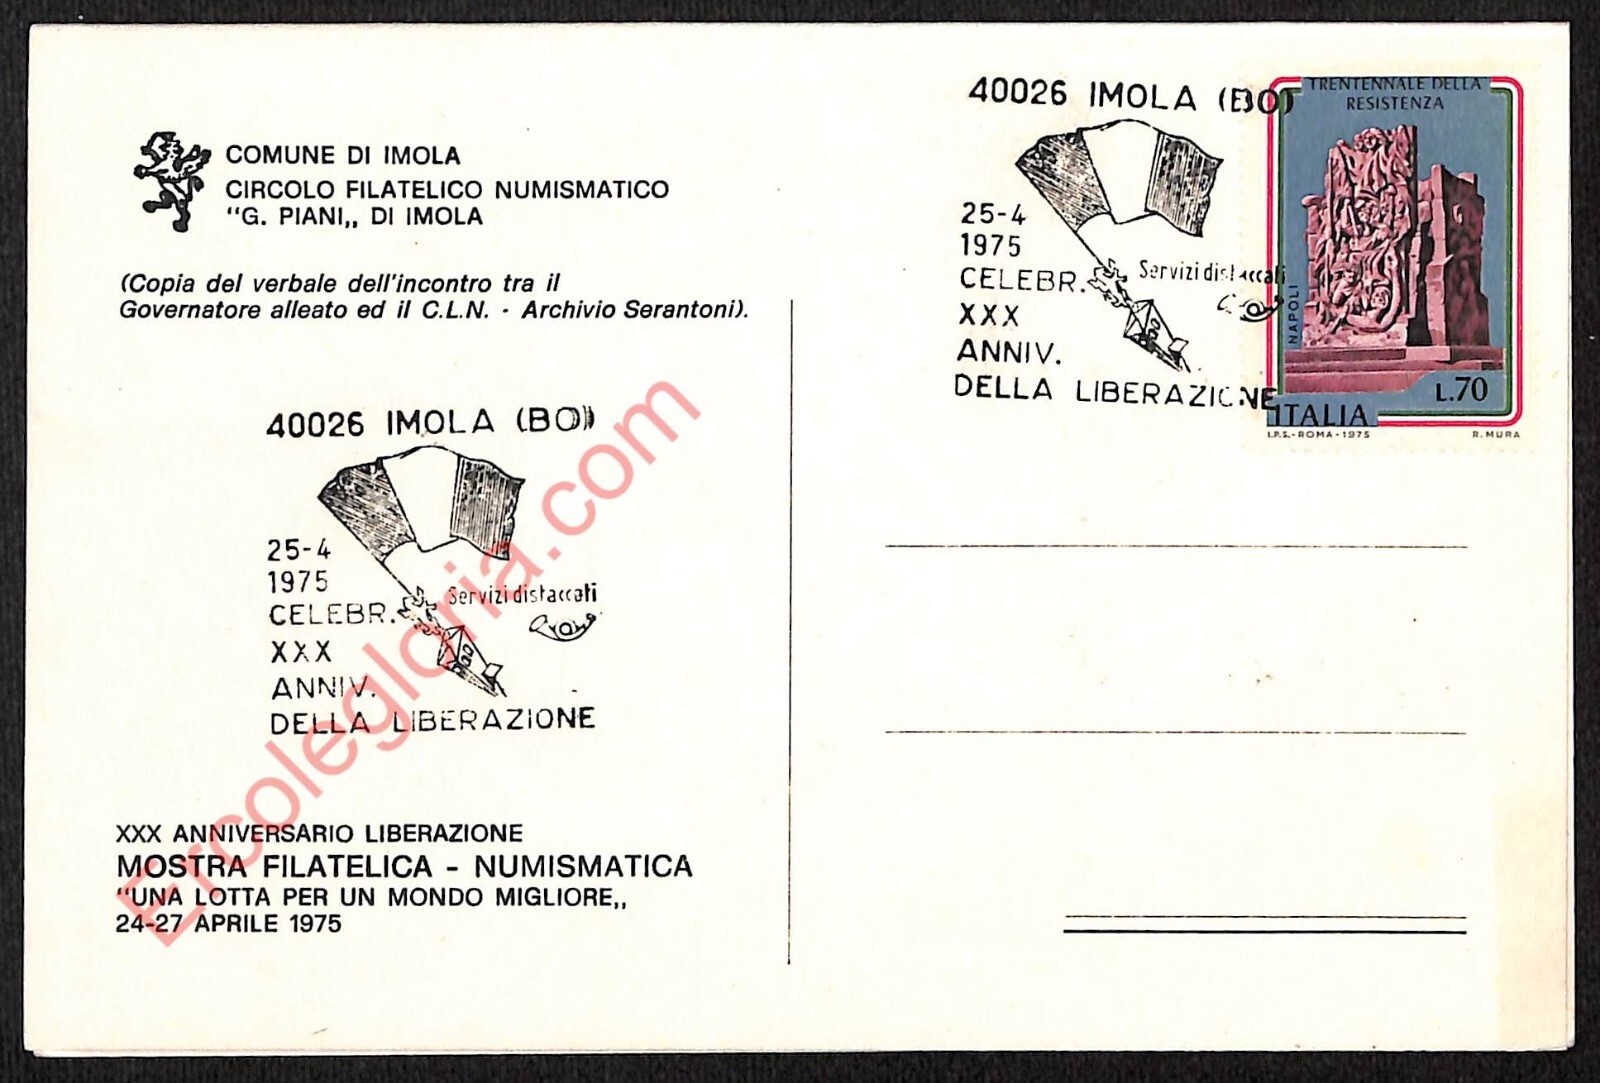 COMUNE DI IMOLA
CIRCOLO FILATELICO NUMISMATICO
"G. PIANI„ DI IMOLA
(Copia del verbale dell'incontro tra il
Governatore alleato ed il C.L.N. - Archivio Serantoni).
40026 IMOLA (BO)
25-4
1975
CELEBR.
XXX
ANNIV.
DELLA LIBERAZIONE
Servizi distaccati
XXX ANNIVERSARIO LIBERAZIONE
MOSTRA FILATELICA - NUMISMATICA
"UNA LOTTA PER UN MONDO MIGLIORE„
24-27 APRILE 1975
Ercolegloria.com
40026 IMOLA (BO)
25-4
1975
CELEBR.
XXX
ANNIV.
DELLA LIBERAZIONE
Servizi distaccati
TRENTENNALE DELLA
RESISTENZA
NAPOLI
L.70
ITALIA
I.P.S.-ROMA-1975
R. MURA